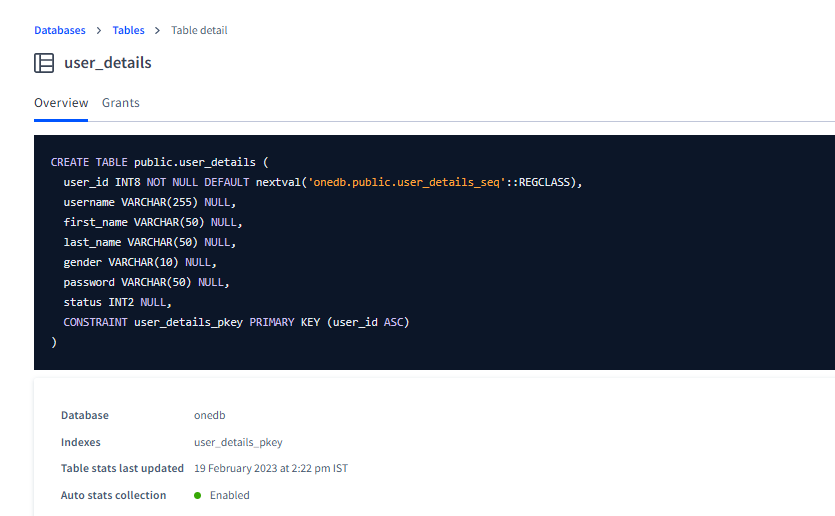 Databases > Tables > Table detail
user_details
Overview Grants
CREATE TABLE public.user_details (
  user_id INT8 NOT NULL DEFAULT nextval('onedb.public.user_details_seq'::REGCLASS),
  username VARCHAR(255) NULL,
  first_name VARCHAR(50) NULL,
  last_name VARCHAR(50) NULL,
  gender VARCHAR(10) NULL,
  password VARCHAR(50) NULL,
  status INT2 NULL,
  CONSTRAINT user_details_pkey PRIMARY KEY (user_id ASC)
)
Database onedb
Indexes user_details_pkey
Table stats last updated 19 February 2023 at 2:22 pm IST
Auto stats collection Enabled